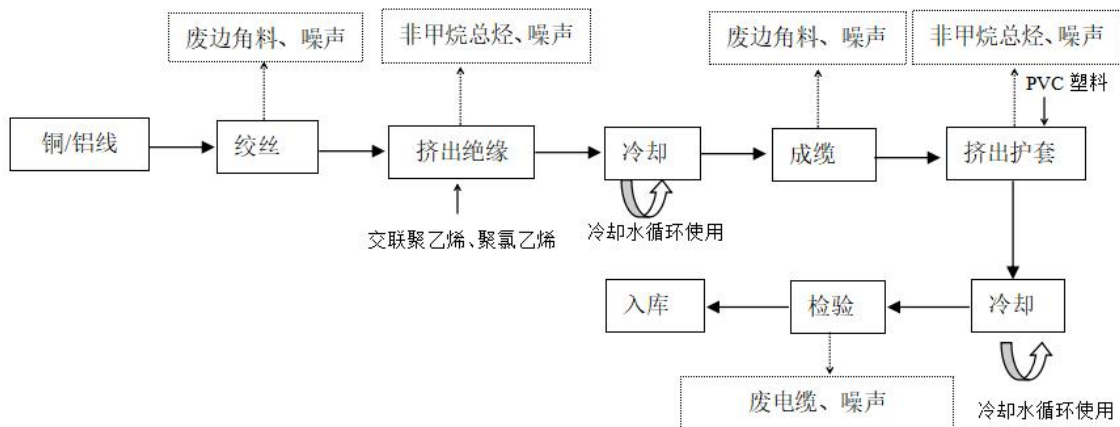 废边角料、噪声
非甲烷总烃、噪声
废边角料、噪声
非甲烷总烃、噪声
PVC 塑料
铜/铝线
绞丝
挤出绝缘
冷却
成缆
挤出护套
交联聚乙烯、聚氯乙烯
冷却水循环使用
入库
检验
冷却
废电缆、噪声
冷却水循环使用